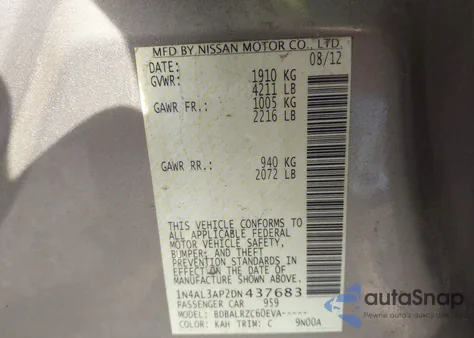 MFD BY NISSAN MOTOR CO., LTD.
DATE: 08/12
GVWR: 1910 KG
4211 LB
GAWR FR.: 1005 KG
2216 LB
GAWR RR.: 940 KG
2072 LB
THIS VEHICLE CONFORMS TO
ALL APPLICABLE FEDERAL
MOTOR VEHICLE SAFETY,
BUMPER, AND THEFT
PREVENTION STANDARDS IN
EFFECT ON THE DATE OF
MANUFACTURE SHOWN ABOVE.
1N4AL3AP2DN437683
PASSENGER CAR 959
MODEL: BDBALRZC60EVA-----
COLOR: KAH TRIM: C 9N00A
autoSnap
Pewne auto z USA